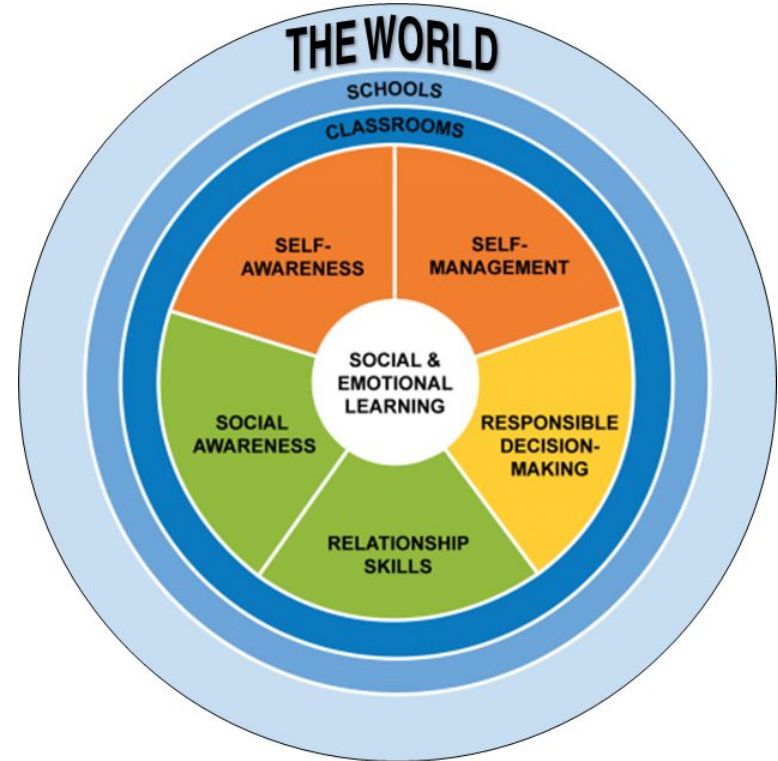 THE WORLD
SCHOOLS
CLASSROOMS
SELF-
AWARENESS
SELF-
MANAGEMENT
SOCIAL &
EMOTIONAL
LEARNING
SOCIAL
AWARENESS
RESPONSIBLE
DECISION-
MAKING
RELATIONSHIP
SKILLS